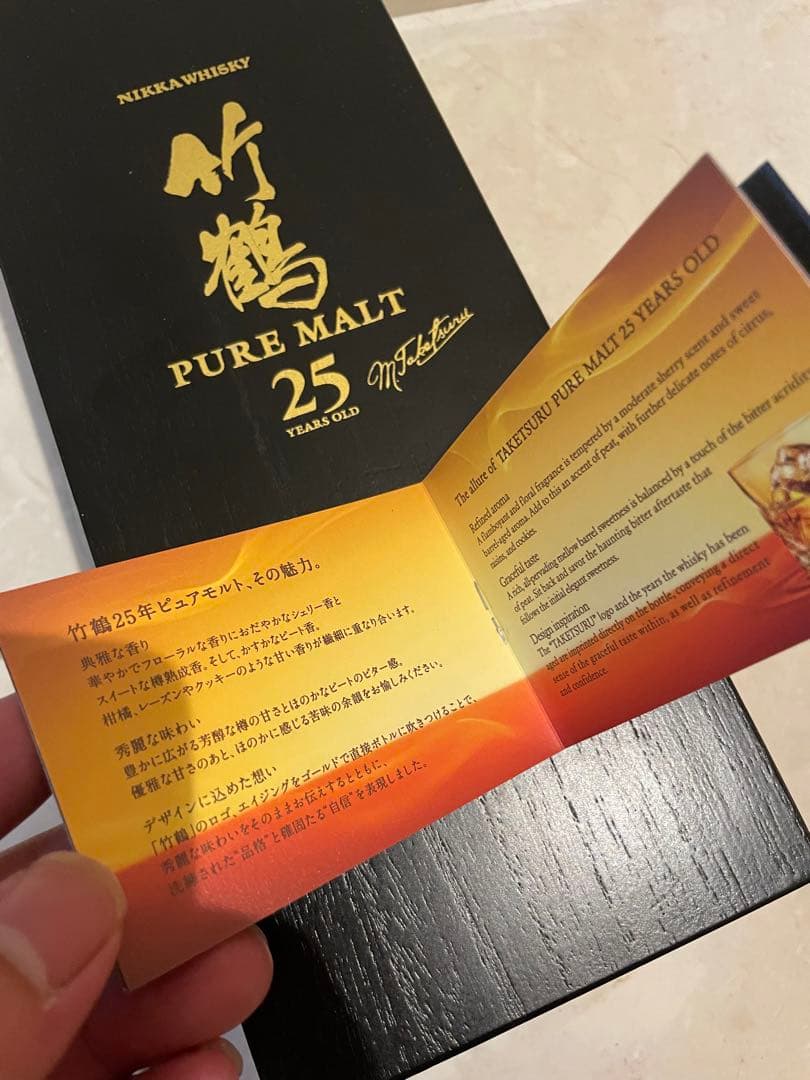 NIKKA WHISKY
竹鶴
PURE MALT
25
YEARS OLD
M Taketsuru
竹鶴25年ピュアモルト、その魅力。
典雅な香り
華やかでフローラルな香りにおだやかなシェリー香と
スイートな樽熟成香。そして、かすかなピート香。
柑橘、レーズンやクッキーのような甘い香りが繊細に重なり合います。
秀麗な味わい
豊かに広がる芳醇な樽の甘さとほのかなピートのビター感。
優雅な甘さのあと、ほのかに感じる苦味の余韻をお愉しみください。
デザインに込めた想い
「竹鶴」のロゴ、エイジングをゴールドで直接ボトルに吹きつけることで、
秀麗な味わいをそのままお伝えするとともに、
洗練された“品格”と確固たる“自信”を表現しました。
The allure of TAKETSURU PURE MALT 25 YEARS OLD
Refined aroma
A flamboyant and floral fragrance is tempered by a moderate sherry scent and sweet
barrel-aged aroma. Add to this an accent of peat, with further delicate notes of citrus,
raisins, and cookies.
Graceful taste
A rich, all-pervading mellow barrel sweetness is balanced by a touch of the bitter
of peat. Sit back and savor the haunting bitter aftertaste that
follows the initial elegant sweetness.
Design inspiration
The "TAKETSURU" logo and the years the whisky has been
aged are imprinted directly on the bottle, conveying a direct
sense of the graceful taste within, as well as refinement
and confidence.